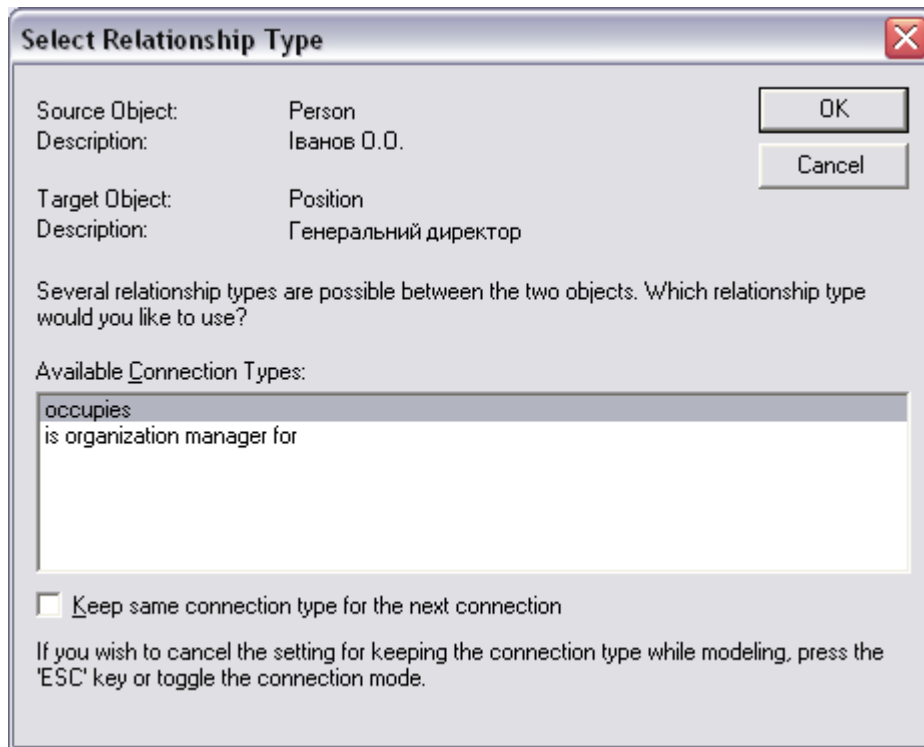 Select Relationship Type
Source Object: Person
Description: Іванов О.О.
OK
Cancel
Target Object: Position
Description: Генеральний директор
Several relationship types are possible between the two objects. Which relationship type
would you like to use?
Available Connection Types:
occupies
is organization manager for
Keep same connection type for the next connection
If you wish to cancel the setting for keeping the connection type while modeling, press the
'ESC' key or toggle the connection mode.